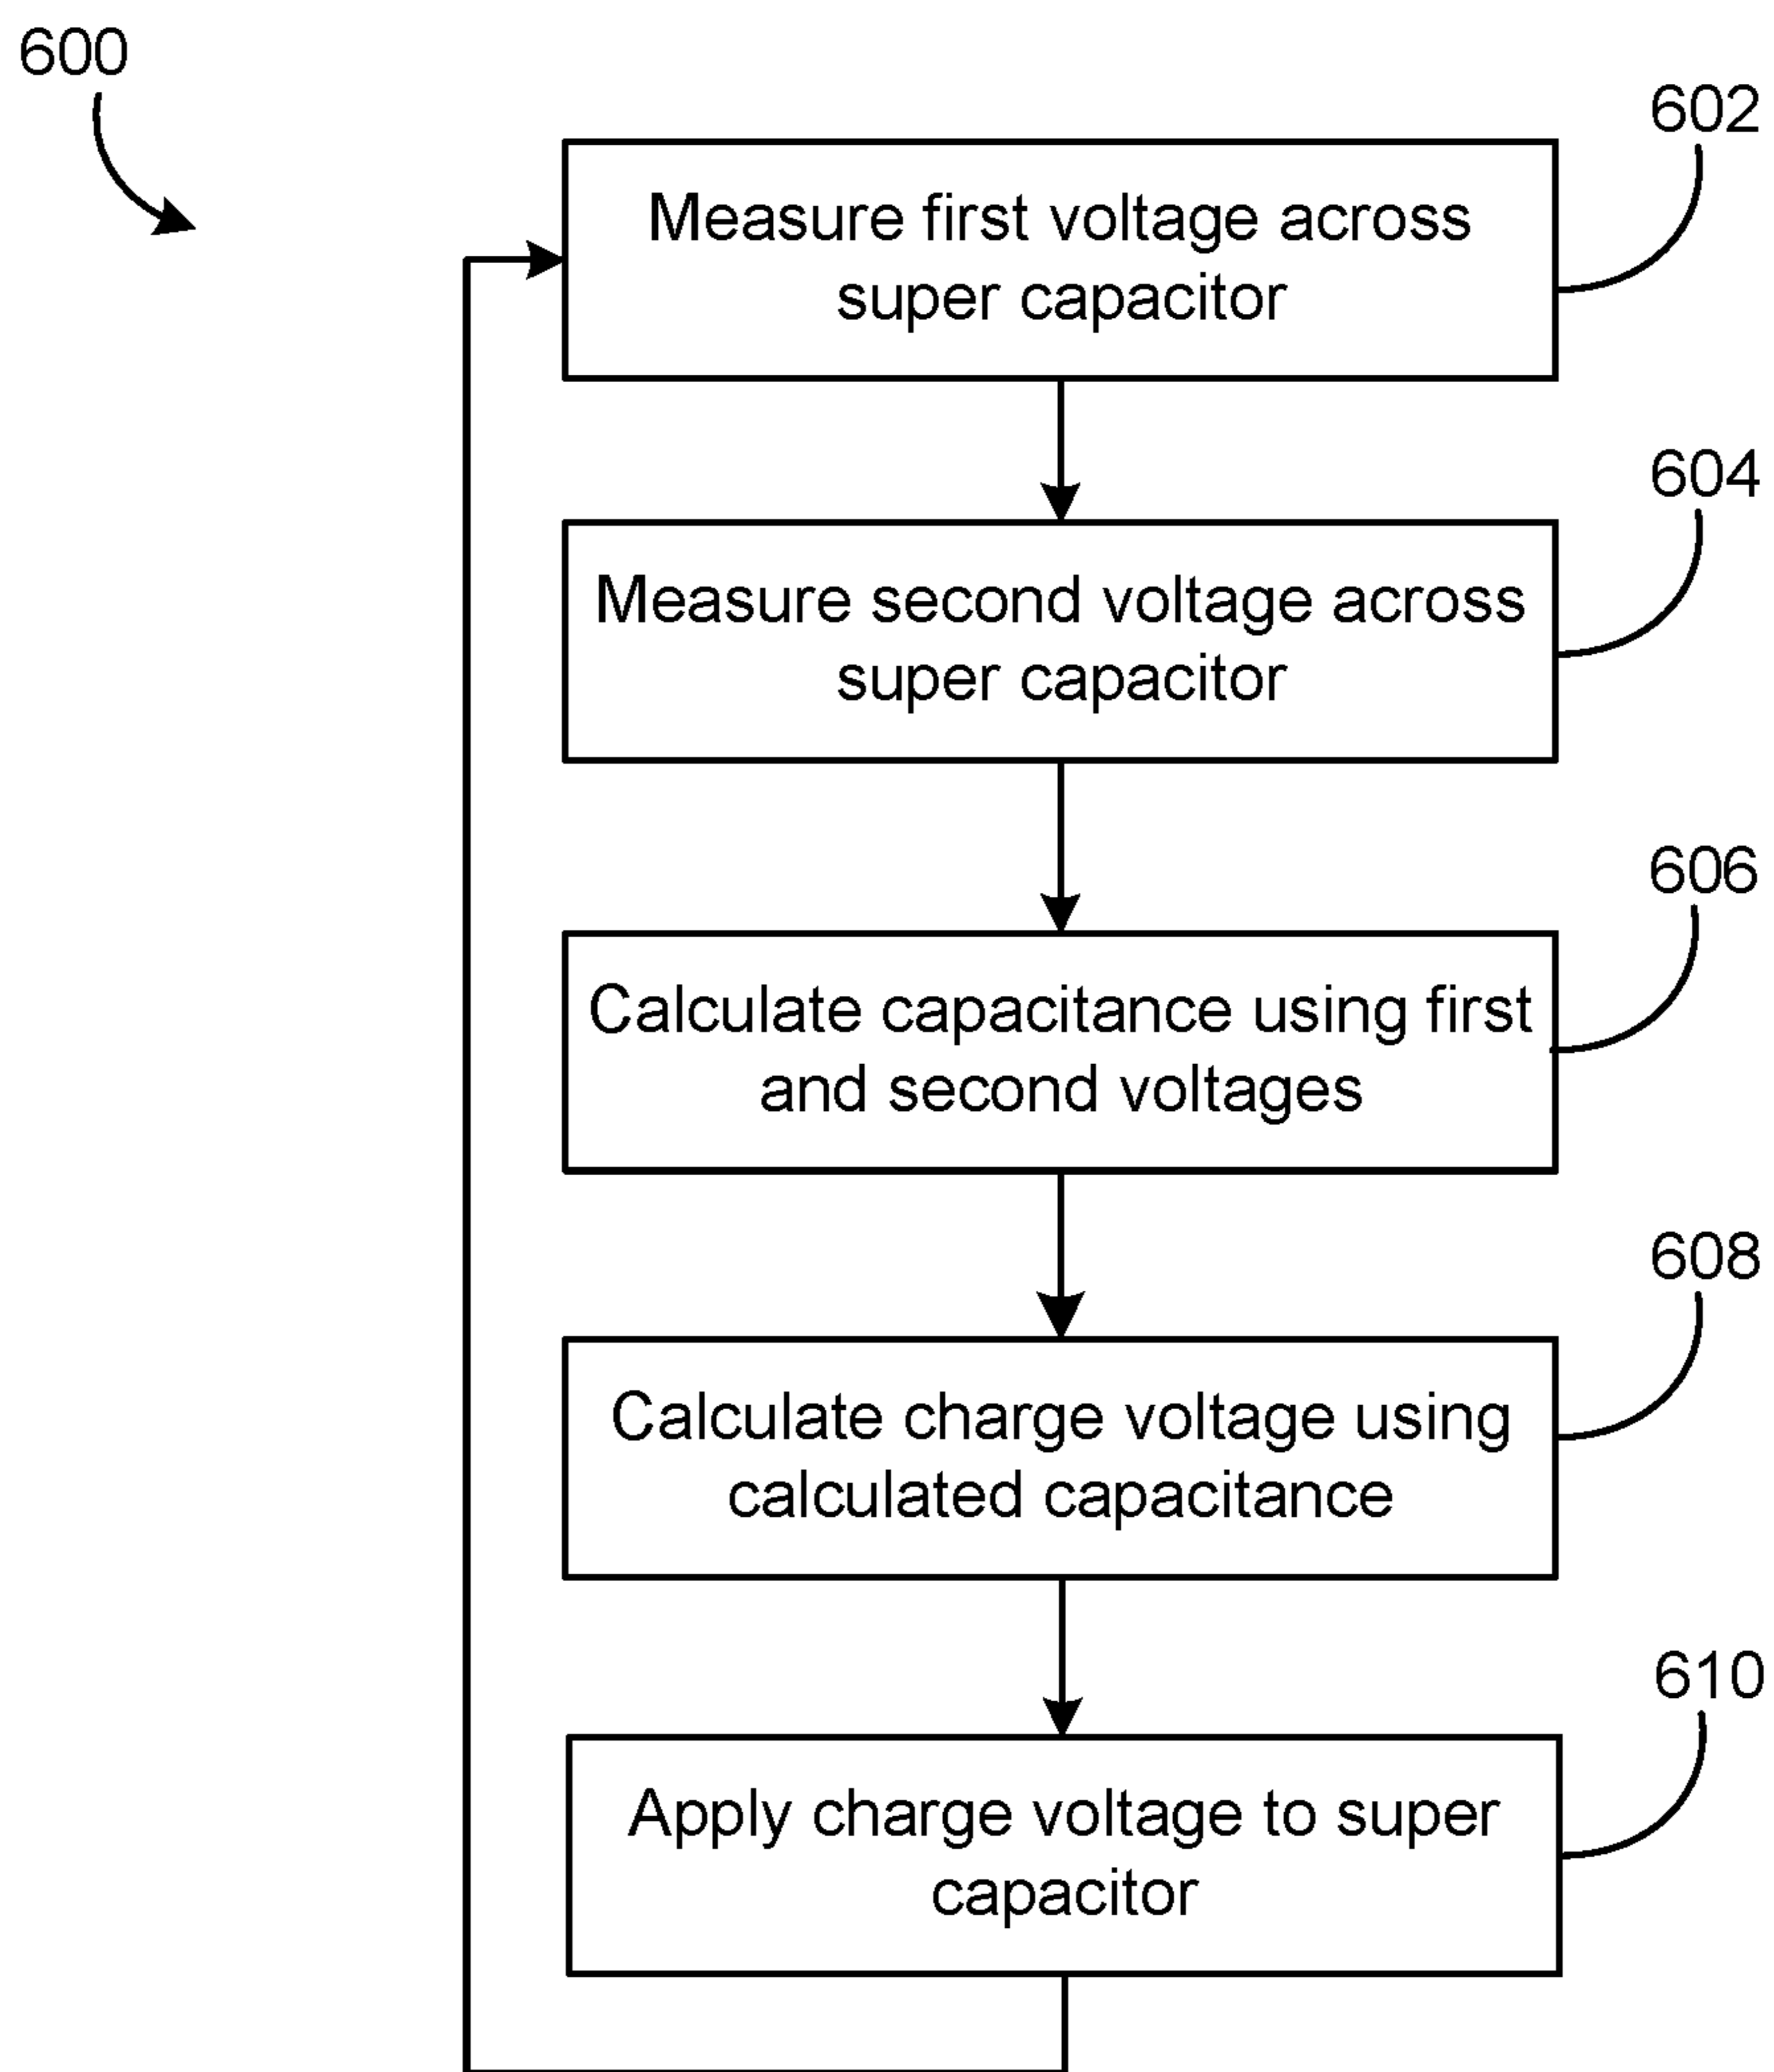 600
602
Measure first voltage across
super capacitor
604
Measure second voltage across
super capacitor
606
Calculate capacitance using first
and second voltages
608
Calculate charge voltage using
calculated capacitance
610
Apply charge voltage to super
capacitor